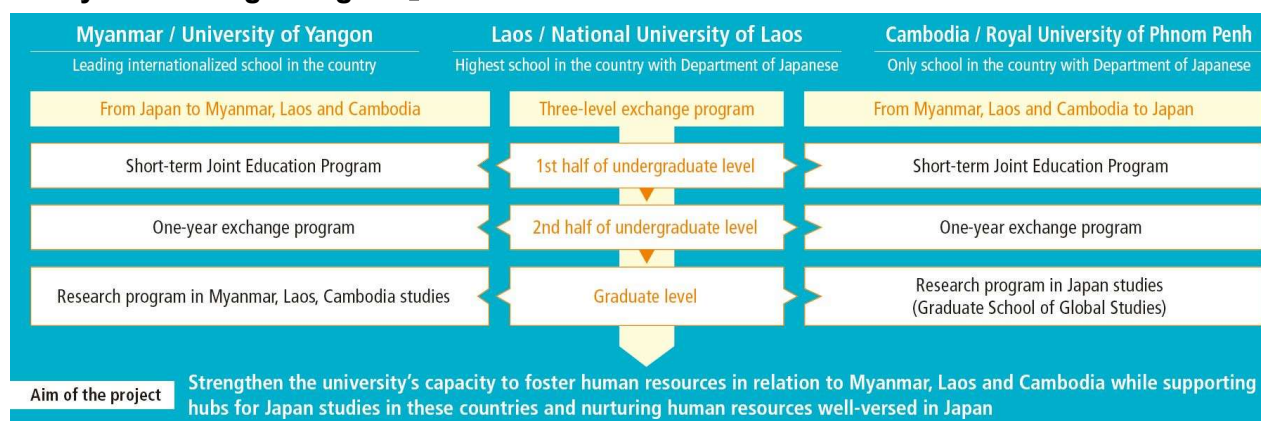 Myanmar / University of Yangon
Leading internationalized school in the country
Laos / National University of Laos
Highest school in the country with Department of Japanese
Cambodia / Royal University of Phnom Penh
Only school in the country with Department of Japanese
From Japan to Myanmar, Laos and Cambodia
Three-level exchange program
From Myanmar, Laos and Cambodia to Japan
Short-term Joint Education Program
1st half of undergraduate level
Short-term Joint Education Program
One-year exchange program
2nd half of undergraduate level
One-year exchange program
Research program in Myanmar, Laos, Cambodia studies
Graduate level
Research program in Japan studies
(Graduate School of Global Studies)
Aim of the project
Strengthen the university's capacity to foster human resources in relation to Myanmar, Laos and Cambodia while supporting
hubs for Japan studies in these countries and nurturing human resources well-versed in Japan